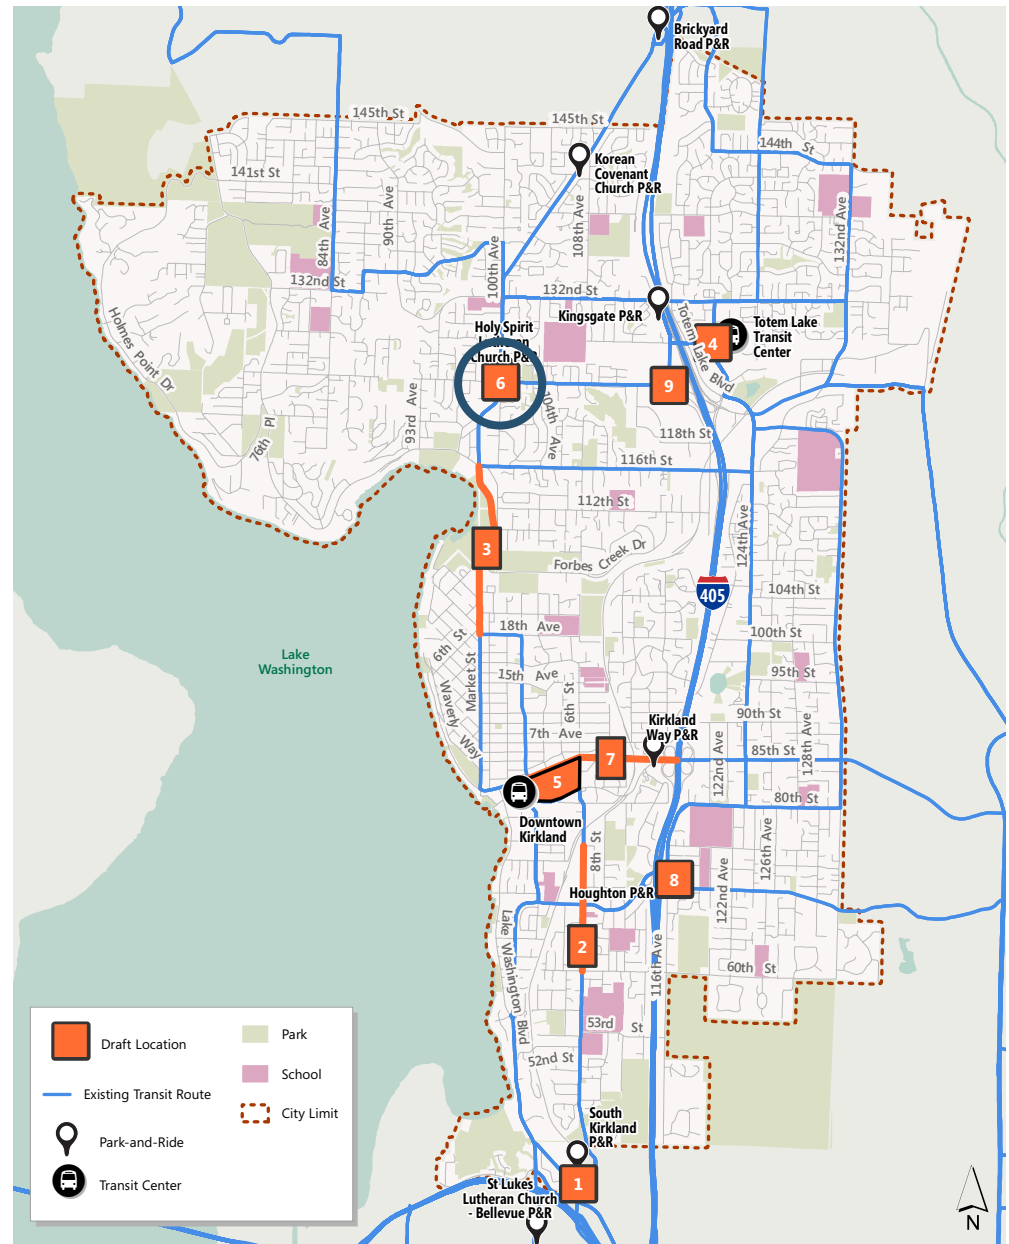 Brickyard
Road P&R
145th St
145th St
144th St
Korean
Covenant
Church P&R
141st St
84th Ave
90th Ave
108th Ave
132nd Ave
100th Ave
132nd St
132nd St
Kingsgate P&R
Totem Lake Blvd
Totem Lake
Transit
Center
4
Holy Spirit
Lutheran
Church P&R
6
9
Holmes Point Dr
76th Pl
93rd Ave
104th Ave
118th St
116th St
112th St
124th Ave
3
Forbes Creek Dr
405
104th St
18th Ave
100th St
6th St
Lake
Washington
Market St
15th Ave
95th St
6th St
Waverly Way
90th St
7th Ave
Kirkland
Way P&R
122nd Ave
128th Ave
85th St
7
5
80th St
Downtown
Kirkland
8th St
126th Ave
122nd Ave
Houghton P&R
8
Lake Washington Blvd
2
116th Ave
60th St
53rd St
52nd St
South
Kirkland
P&R
1
St Lukes
Lutheran Church
- Bellevue P&R
Draft Location
Existing Transit Route
Park-and-Ride
Transit Center
Park
School
City Limit
N